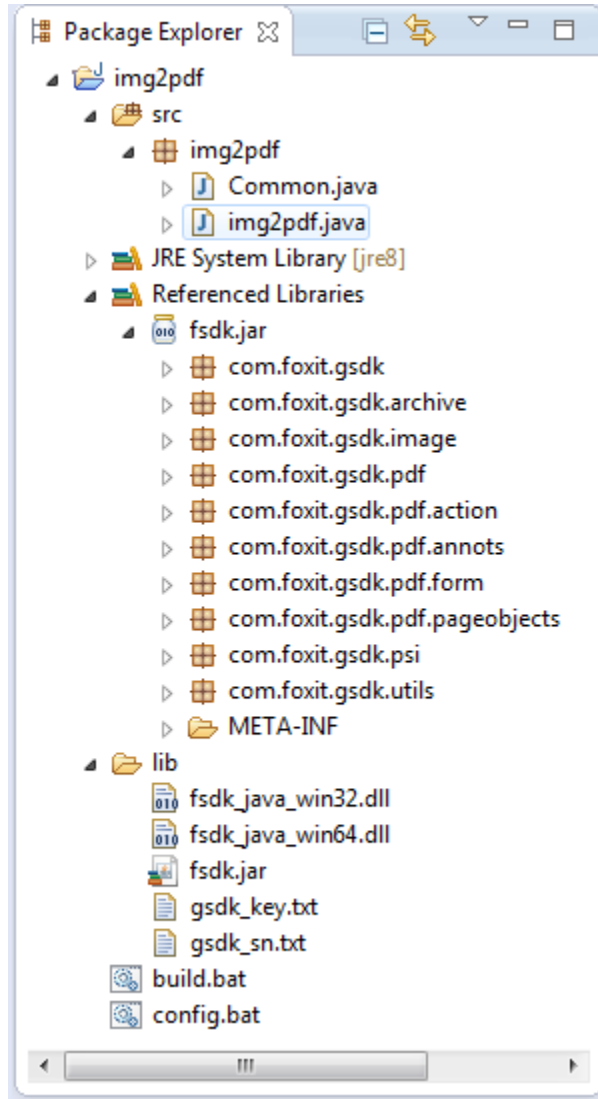 Package Explorer
img2pdf
src
img2pdf
Common.java
img2pdf.java
JRE System Library [jre8]
Referenced Libraries
fsdk.jar
com.foxit.gsdk
com.foxit.gsdk.archive
com.foxit.gsdk.image
com.foxit.gsdk.pdf
com.foxit.gsdk.pdf.action
com.foxit.gsdk.pdf.annots
com.foxit.gsdk.pdf.form
com.foxit.gsdk.pdf.pageobjects
com.foxit.gsdk.psi
com.foxit.gsdk.utils
META-INF
lib
fsdk_java_win32.dll
fsdk_java_win64.dll
fsdk.jar
gsdk_key.txt
gsdk_sn.txt
build.bat
config.bat